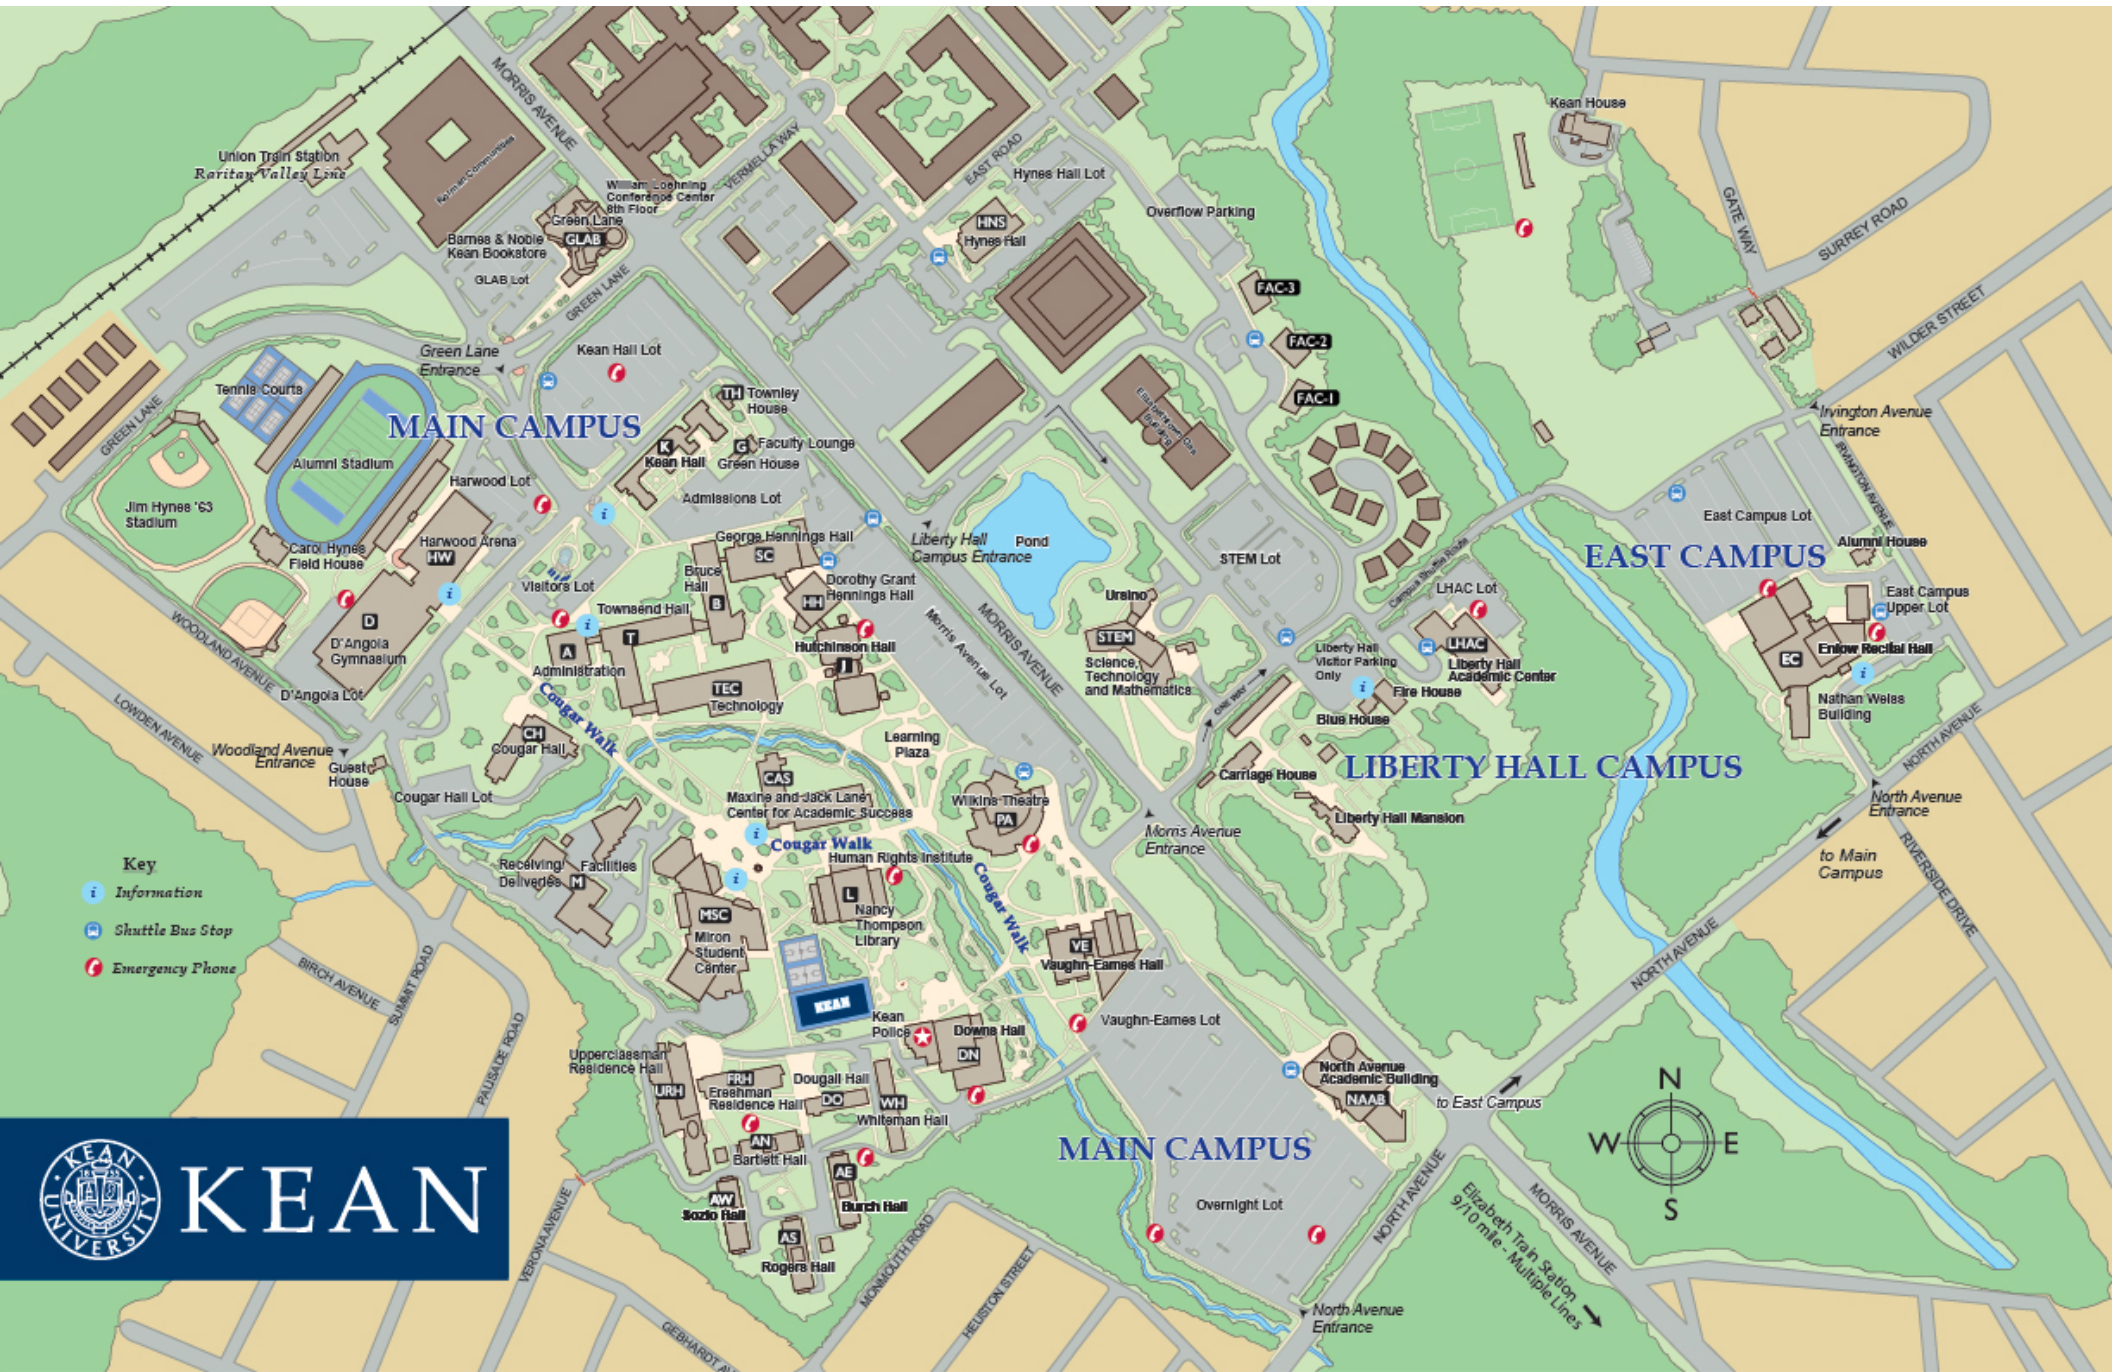 MORRIS AVENUE
Kean House
Union Train Station
Raritan Valley Line
VERMELLA WAY
EAST ROAD
Hynes Hall Lot
William Loehning
Conference Center
6th Floor
Green Lane
GLAB
Barnes & Noble
Kean Bookstore
GLAB Lot
GREEN LANE
HNS
Hynes Hall
Overflow Parking
GATE WAY
SURREY ROAD
WILDER STREET
FAC-3
FAC-2
FAC-1
Kean Hall Lot
Green Lane
Entrance
Tennis Courts
GREEN LANE
MAIN CAMPUS
TH
Townley
House
K
Kean Hall
G
Faculty Lounge
Green House
Admissions Lot
Alumni Stadium
Harwood Lot
Jim Hynes '63
Stadium
Carol Hynes
Field House
Harwood Arena
HW
Irvington Avenue
Entrance
IRVINGTON AVENUE
East Campus Lot
EAST CAMPUS
Alumni House
East Campus
Upper Lot
Enlow Recital Hall
EC
Nathan Weiss
Building
Liberty Hall
Campus Entrance
Pond
STEM Lot
Campus Shuttle Route
LHAC Lot
George Hennings Hall
SC
Bruce
Hall
B
Dorothy Grant
Hennings Hall
HH
Visitors Lot
Townsend Hall
T
A
Administration
Hutchinson Hall
J
TEC
Technology
D
D'Angola
Gymnasium
D'Angola Lot
WOODLAND AVENUE
LOWDEN AVENUE
Woodland Avenue
Entrance
Guest
House
Cougar Walk
CH
Cougar Hall
Cougar Hall Lot
Morris Avenue Lot
MORRIS AVENUE
Ursino
STEM
Science,
Technology
and Mathematics
ONE WAY
Liberty Hall
Visitor Parking
Only
LHAC
Liberty Hall
Academic Center
Fire House
Blue House
Carriage House
LIBERTY HALL CAMPUS
Liberty Hall Mansion
NORTH AVENUE
North Avenue
Entrance
to Main
Campus
RIVERSIDE DRIVE
Learning
Plaza
CAS
Maxine and Jack Lane
Center for Academic Success
Wilkins Theatre
PA
Morris Avenue
Entrance
Cougar Walk
Human Rights Institute
L
Nancy
Thompson
Library
Cougar Walk
Receiving/
Deliveries
Facilities
M
MSC
Miron
Student
Center
KEAN
VE
Vaughn-Eames Hall
Vaughn-Eames Lot
NORTH AVENUE
Key
i Information
Shuttle Bus Stop
Emergency Phone
BIRCH AVENUE
SUMMIT ROAD
PALISADE ROAD
Kean
Police
Downs Hall
DN
Upperclassman
Residence Hall
URH
FRH
Freshman
Residence Hall
Dougall Hall
DO
WH
Whiteman Hall
AN
Bartlett Hall
AE
Burch Hall
AW
Sozio Hall
AS
Rogers Hall
North Avenue
Academic Building
NAAB
to East Campus
N
W
E
S
MAIN CAMPUS
Overnight Lot
NORTH AVENUE
MORRIS AVENUE
Elizabeth Train Station
9/10 mile - Multiple Lines
North Avenue
Entrance
VERONA AVENUE
MONMOUTH ROAD
HEUSTON STREET
KEAN
UNIVERSITY
KEAN